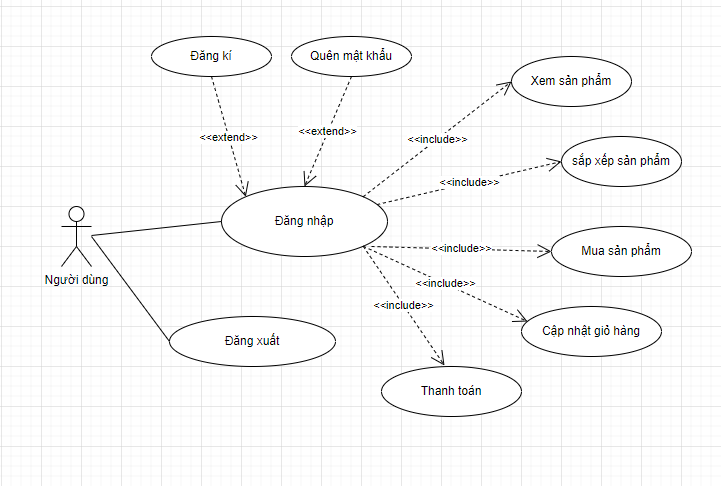 Đăng kí
Quên mật khẩu
Xem sản phẩm
<<extend>>
<<extend>>
<<include>>
sắp xếp sản phẩm
<<include>>
Đăng nhập
Người dùng
<<include>>
Mua sản phẩm
<<include>>
<<include>>
Cập nhật giỏ hàng
Đăng xuất
Thanh toán